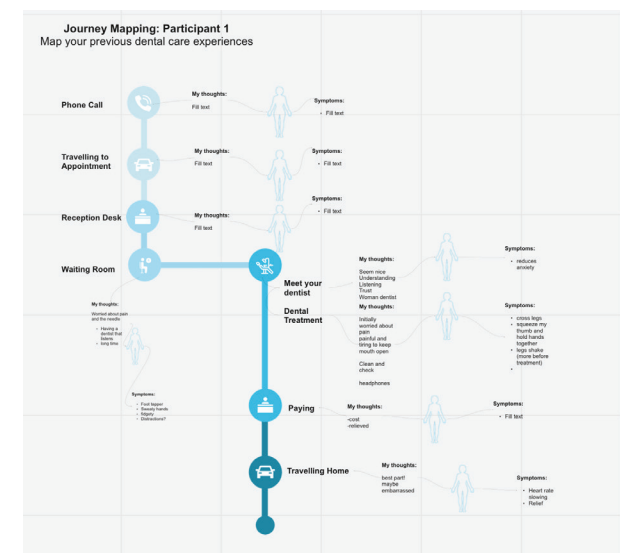 Journey Mapping: Participant 1
Map your previous dental care experiences
Phone Call
My thoughts:
Fill text
Symptoms:
• Fill text
Travelling to
Appointment
My thoughts:
Fill text
Symptoms:
• Fill text
Reception Desk
My thoughts:
Fill text
Symptoms:
• Fill text
Waiting Room
My thoughts:
Worried about pain
and the needle
• Having a
dentist that
listens
• long time
Symptoms:
• Foot tapper
• Sweaty hands
• fidgety
• Distractions?
Meet your
dentist
My thoughts:
Seem nice
Understanding
Listening
Trust
Woman dentist
Symptoms:
• reduces
anxiety
Dental
Treatment
My thoughts:
Initially
worried about
pain
painful and
tiring to keep
mouth open
Clean and
check
headphones
Symptoms:
• cross legs
• squeeze my
thumb and
hold hands
together
• legs shake
(more before
treatment)
•
Paying
My thoughts:
-cost
-relieved
Symptoms:
• Fill text
Travelling Home
My thoughts:
best part!
maybe
embarrassed
Symptoms:
• Heart rate
slowing
• Relief